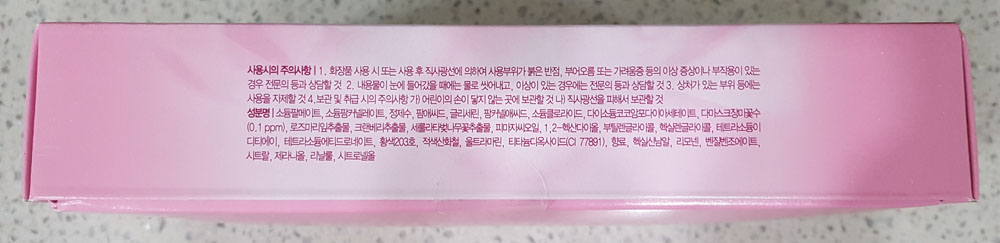 사용시의 주의사항 | 1. 화장품 사용 시 또는 사용 후 직사광선에 의하여 사용부위가 붉은 반점, 부어오름 또는 가려움증 등의 이상 증상이나 부작용이 있는
경우 전문의 등과 상담할 것 2. 내용물이 눈에 들어갔을 때에는 물로 씻어내고, 이상이 있는 경우에는 전문의 등과 상담할 것 3. 상처가 있는 부위 등에는
사용을 자제할 것 4. 보관 및 취급 시의 주의사항 가) 어린이의 손이 닿지 않는 곳에 보관할 것 나) 직사광선을 피해서 보관할 것
성분명 | 소듐팔메이트, 소듐팜커넬레이트, 정제수, 팜애씨드, 글리세린, 팜커넬애씨드, 소듐클로라이드, 다이소듐코코암포다이아세테이트, 다마스크장미꽃수
(0.1 ppm), 로즈마리잎추출물, 크랜베리추출물, 세룰라타벚나무꽃추출물, 피마자씨오일, 1,2-헥산다이올, 부틸렌글라이콜, 헥실렌글라이콜, 테트라소듐이
디티에이, 테트라소듐에티드로네이트, 황색203호, 적색산화철, 울트라마린, 티타늄디옥사이드(CI 77891), 향료, 헥실신남알, 리모넨, 벤질벤조에이트,
시트랄, 제라니올, 리날룰, 시트로넬올